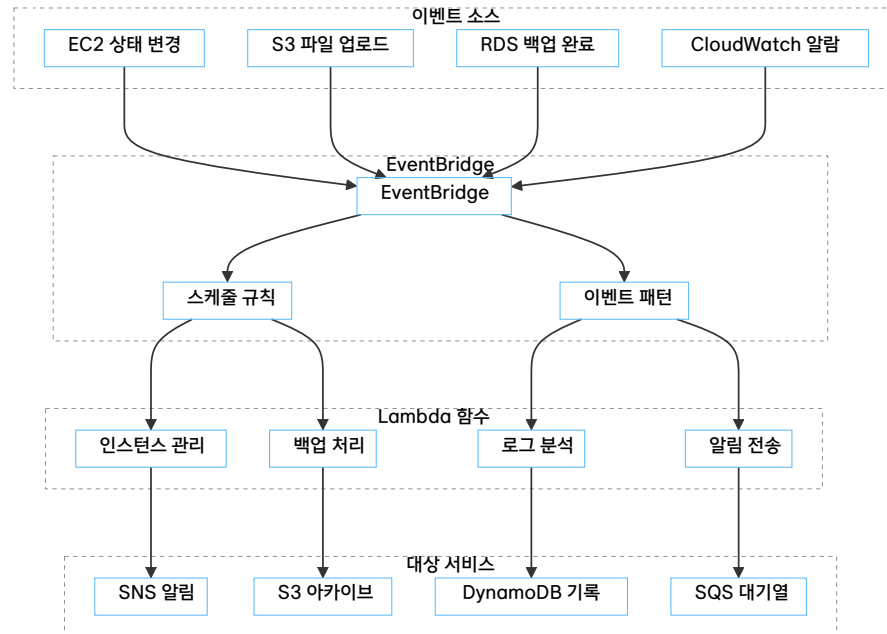 이벤트 소스
EC2 상태 변경
S3 파일 업로드
RDS 백업 완료
CloudWatch 알람
EventBridge
EventBridge
스케줄 규칙
이벤트 패턴
Lambda 함수
인스턴스 관리
백업 처리
로그 분석
알림 전송
대상 서비스
SNS 알림
S3 아카이브
DynamoDB 기록
SQS 대기열